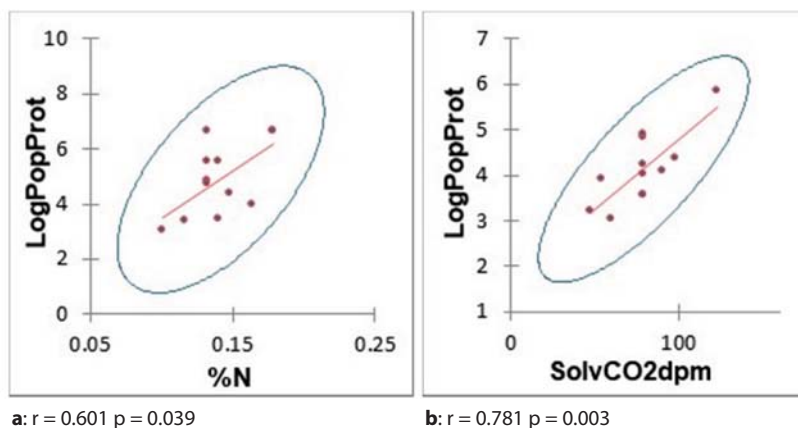 10
8
6
4
2
0
LogPopProt
0.05 0.15 0.25
%N
7
6
5
4
3
2
1
LogPopProt
0 100
SolvCO2dpm
a: r = 0.601 p = 0.039
b: r = 0.781 p = 0.003